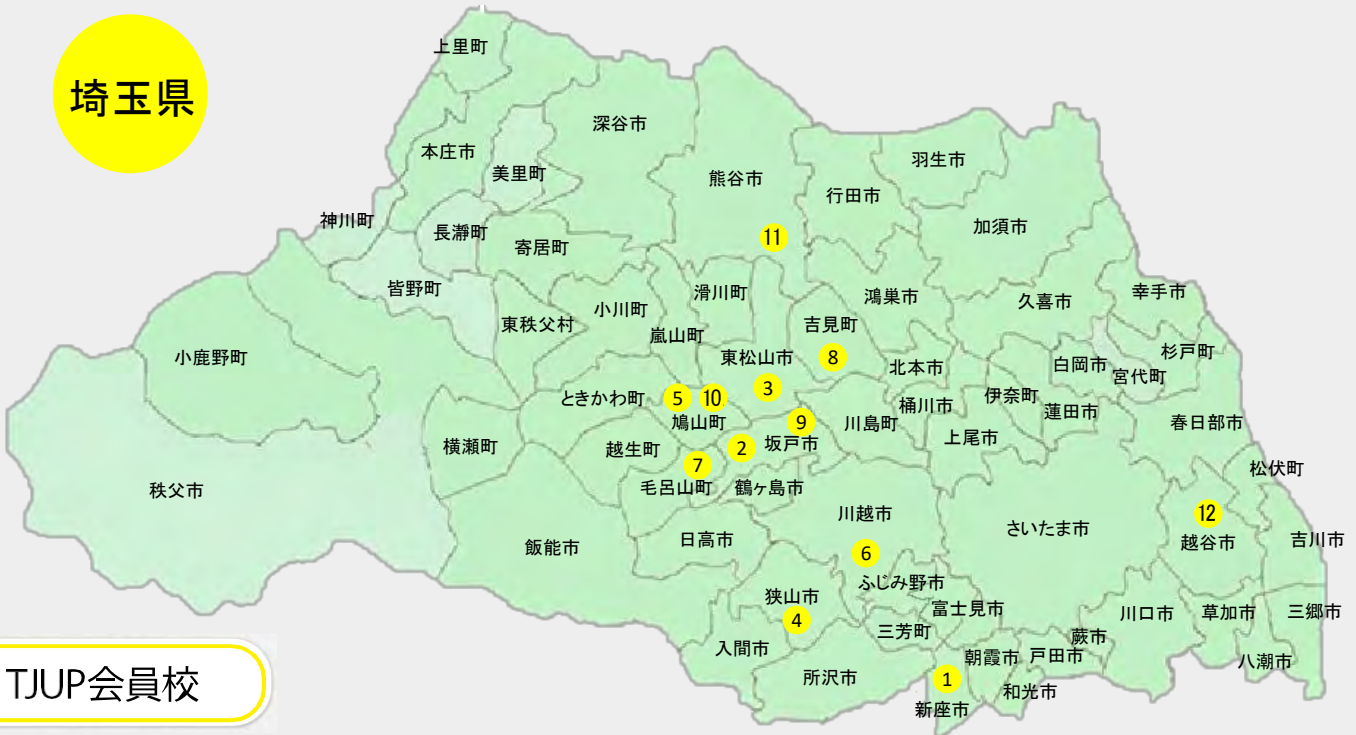 埼玉県
上里町
深谷市
本庄市
美里町
熊谷市
羽生市
行田市
神川町
長瀞町
寄居町
加須市
11
皆野町
滑川町
鴻巣市
久喜市
幸手市
東秩父村
小川町
嵐山町
吉見町
小鹿野町
東松山市
8
北本市
白岡市
杉戸町
宮代町
ときかわ町
5
10
3
伊奈町
桶川市
蓮田市
鳩山町
9
川島町
春日部市
横瀬町
越生町
2
坂戸市
上尾市
7
松伏町
秩父市
毛呂山町
鶴ヶ島市
川越市
さいたま市
12
飯能市
日高市
越谷市
吉川市
6
ふじみ野市
狭山市
富士見市
川口市
草加市
三郷市
4
三芳町
蕨市
入間市
朝霞市
戸田市
八潮市
所沢市
1
和光市
新座市
TJUP会員校